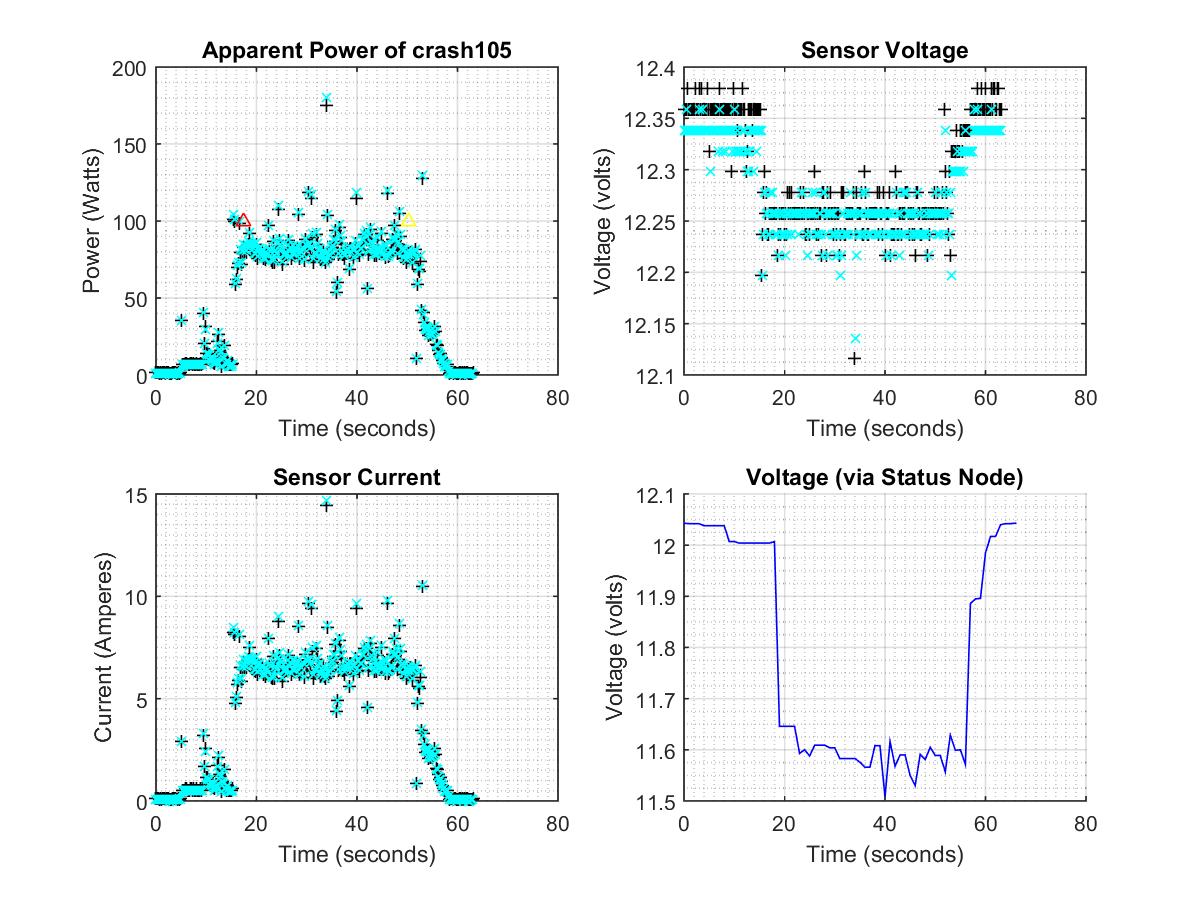 Apparent Power of crash105
200
150
100
50
0
0 20 40 60 80
Power (Watts)
Time (seconds)
Sensor Voltage
12.4
12.35
12.3
12.25
12.2
12.15
12.1
0 20 40 60 80
Voltage (volts)
Time (seconds)
Sensor Current
15
10
5
0
0 20 40 60 80
Current (Amperes)
Time (seconds)
Voltage (via Status Node)
12.1
12
11.9
11.8
11.7
11.6
11.5
0 20 40 60 80
Voltage (volts)
Time (seconds)